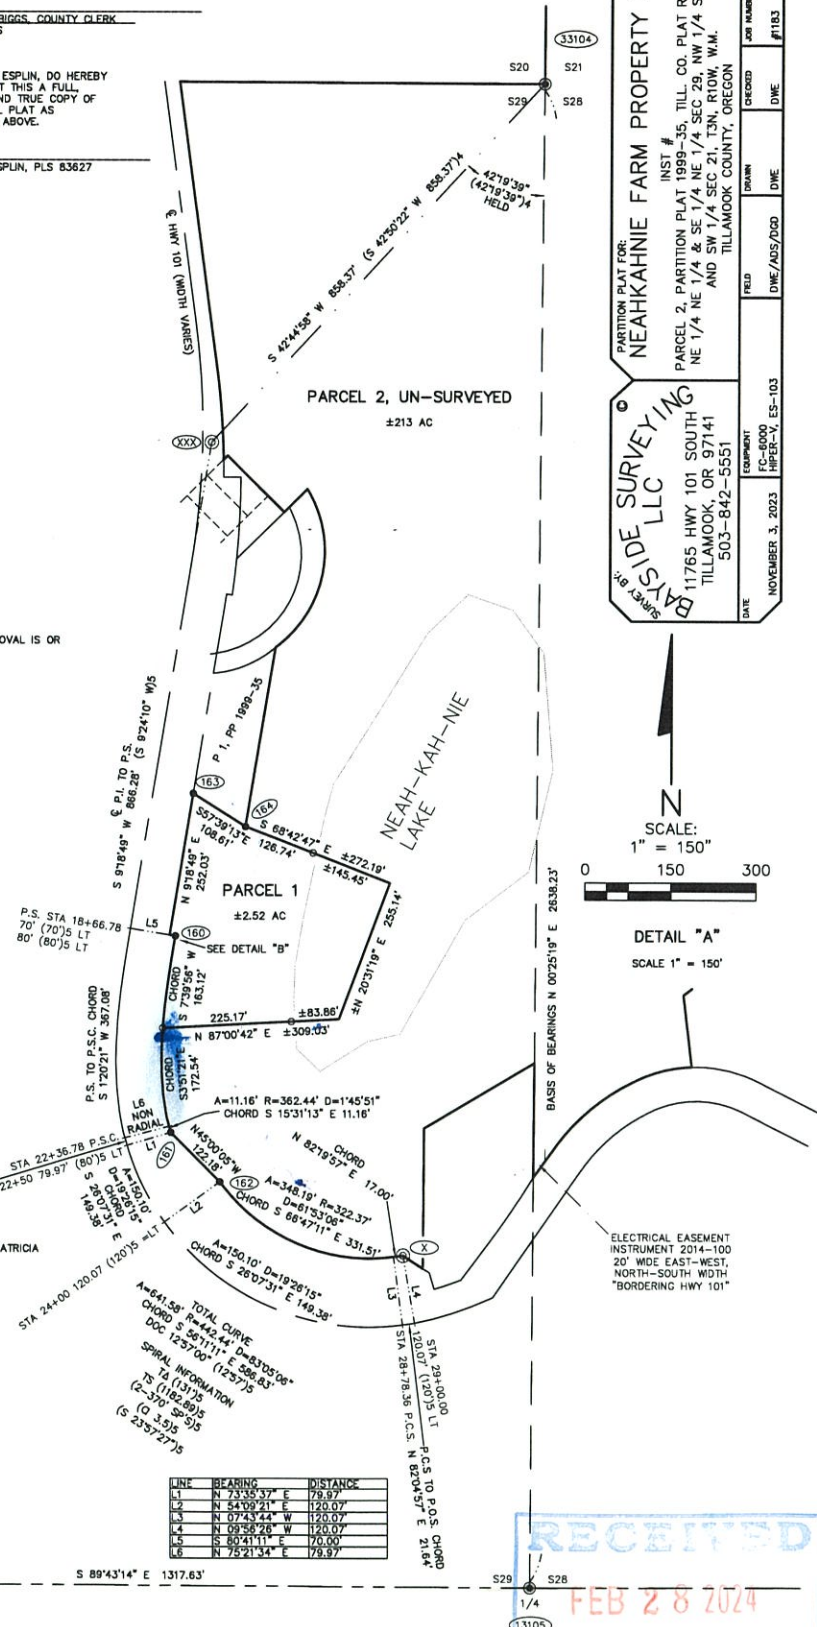 BIGGS, COUNTY CLERK
ESPLIN, DO HEREBY
T THIS A FULL,
ND TRUE COPY OF
PLAT AS
ABOVE.
SPLIN, PLS 83627
33104
S20 S21
S29 S28
42°19'39"
(42°19'39")4
HELD
S 42°44'58" W 858.37' (S 42°50'22" W 858.37')4
℄ HWY 101 (WIDTH VARIES)
PARCEL 2, UN-SURVEYED
±213 AC
XXX
PARTITION PLAT FOR:
NEAHKAHNIE FARM PROPERTY
INST #
PARCEL 2, PARTITION PLAT 1999-35, TILL. CO. PLAT R
NE 1/4 NE 1/4 & SE 1/4 NE 1/4 SEC 29, NW 1/4 S
AND SW 1/4 SEC 21, T3N, R10W, W.M.
TILLAMOOK COUNTY, OREGON
SURVEY BY: ©
BAYSIDE SURVEYING
LLC
11765 HWY 101 SOUTH
TILLAMOOK, OR 97141
503-842-5551
DATE
NOVEMBER 3, 2023
EQUIPMENT
FC-6000
HIPER-V, ES-103
FIELD
DWE/ADS/DGD
DRAWN
DWE
CHECKED
DWE
JOB NUMB
#1183
OVAL IS OR
S 9°18'49" W 866.28' (S 9°24'10" W)5
℄ P.I. TO P.S.
P 1, PP 1999-35
NEAH-KAH-NIE
LAKE
N
SCALE:
1" = 150"
0 150 300
DETAIL "A"
SCALE 1" = 150'
163
164
S57°39'13"E
108.61'
S 68°42'47" E ±272.19'
126.74' ±145.45'
N 9°18'49" E
252.03'
PARCEL 1
±2.52 AC
±N 20°31'19" E 255.14'
P.S. STA 18+66.78
70' (70')5 LT
80' (80')5 LT
L5
160
SEE DETAIL "B"
CHORD
S 7°39'56" W
163.12'
225.17' ±83.86'
N 87°00'42" E ±309.03'
P.S. TO P.S.C. CHORD
S 1°20'21" W 367.08'
CHORD
S3°51'21"E
172.54'
BASIS OF BEARINGS N 00°25'19" E 2638.23'
L6
NON
RADIAL
L1
A=11.16' R=362.44' D=1°45'51"
CHORD S 15°31'13" E 11.16'
STA 22+36.78 P.S.C.
22+50 79.97' (80')5 LT
161
N45°00'05"W
122.18'
162
CHORD
N 82°19'57" E 17.00'
A=348.19' R=322.37'
D=61°53'06"
CHORD S 66°47'11" E 331.51'
A=150.10'
D=19°26'15"
CHORD
S 26°07'31" E
149.38'
L2
X
A=150.10' D=19°26'15"
CHORD S 26°07'31" E 149.38'
ATRICIA
STA 24+00 120.07 (120')5 =LT
ELECTRICAL EASEMENT
INSTRUMENT 2014-100
20' WIDE EAST-WEST,
NORTH-SOUTH WIDTH
"BORDERING HWY 101"
L3
L4
TOTAL CURVE
A=641.58' R=442.44' D=83°05'06"
CHORD S 56°11'11" E 586.83'
DOC 12°57'00" (12°57')5
SPIRAL INFORMATION
TΔ (131')5
TS (1182.89)5
(2-370' SP'S)5
(a 3.5)5
(S 23°57'27")5
STA 29+00.00
120.07' (120')5 LT
STA 28+78.36 P.C.S. N 82°04'57" E 21.64'
P.C.S TO P.O.S. CHORD
LINE BEARING DISTANCE
L1 N 73°35'37" E 79.97'
L2 N 54°09'21" E 120.07'
L3 N 07°43'44" W 120.07'
L4 N 09°56'26" W 120.07'
L5 S 80°41'11" E 70.00'
L6 N 75°21'34" E 79.97'
S 89°43'14" E 1317.63'
S29 S28
1/4
13105
RECEIVED
FEB 28 2024